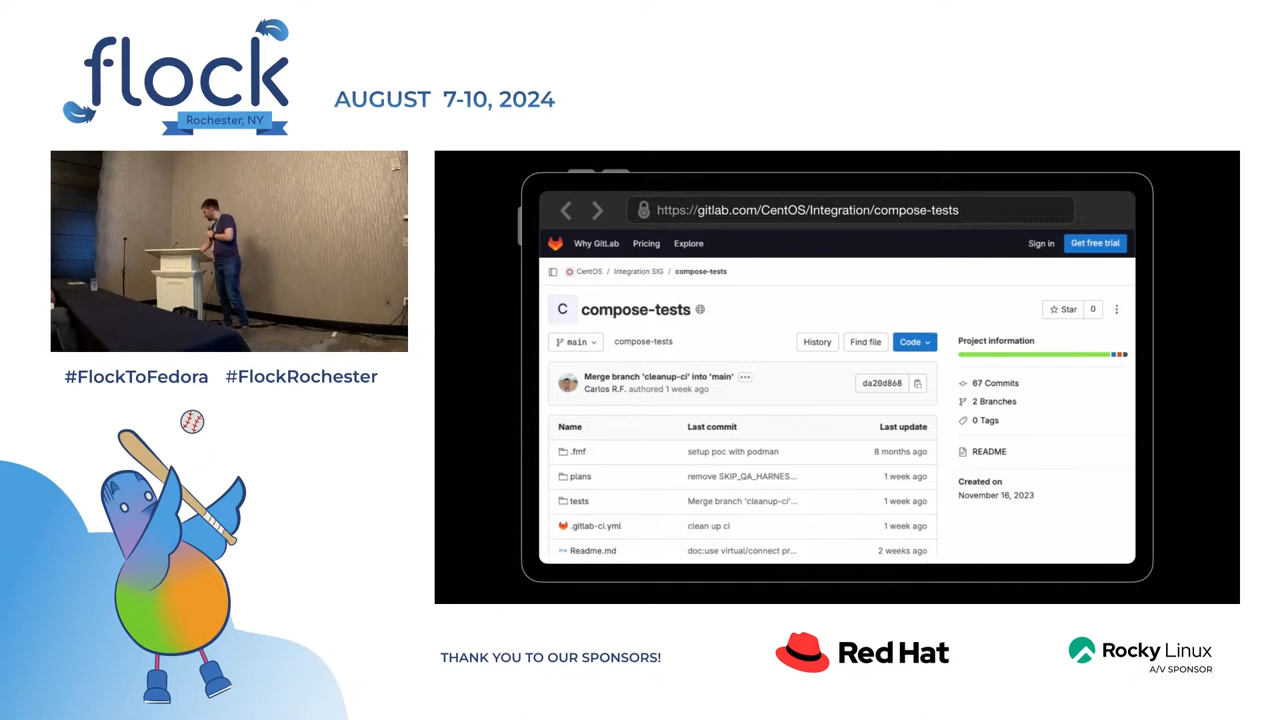 flock
Rochester, NY
AUGUST 7-10, 2024
https://gitlab.com/CentOS/Integration/compose-tests
Why GitLab Pricing Explore Sign in Get free trial
CentOS / Integration SIG / compose-tests
C compose-tests Star 0
main compose-tests History Find file Code
Project information
Merge branch 'cleanup-ci' into 'main' ...
Carlos R.F. authored 1 week ago
da20d868
67 Commits
2 Branches
0 Tags
README
Created on
November 16, 2023
Name Last commit Last update
.fmf setup poc with podman 8 months ago
plans remove SKIP_QA_HARNES... 1 week ago
tests Merge branch 'cleanup-ci'... 1 week ago
.gitlab-ci.yml clean up ci 1 week ago
Readme.md doc:use virtual/connect pr... 2 weeks ago
#FlockToFedora #FlockRochester
THANK YOU TO OUR SPONSORS!
Red Hat
Rocky Linux
A/V SPONSOR